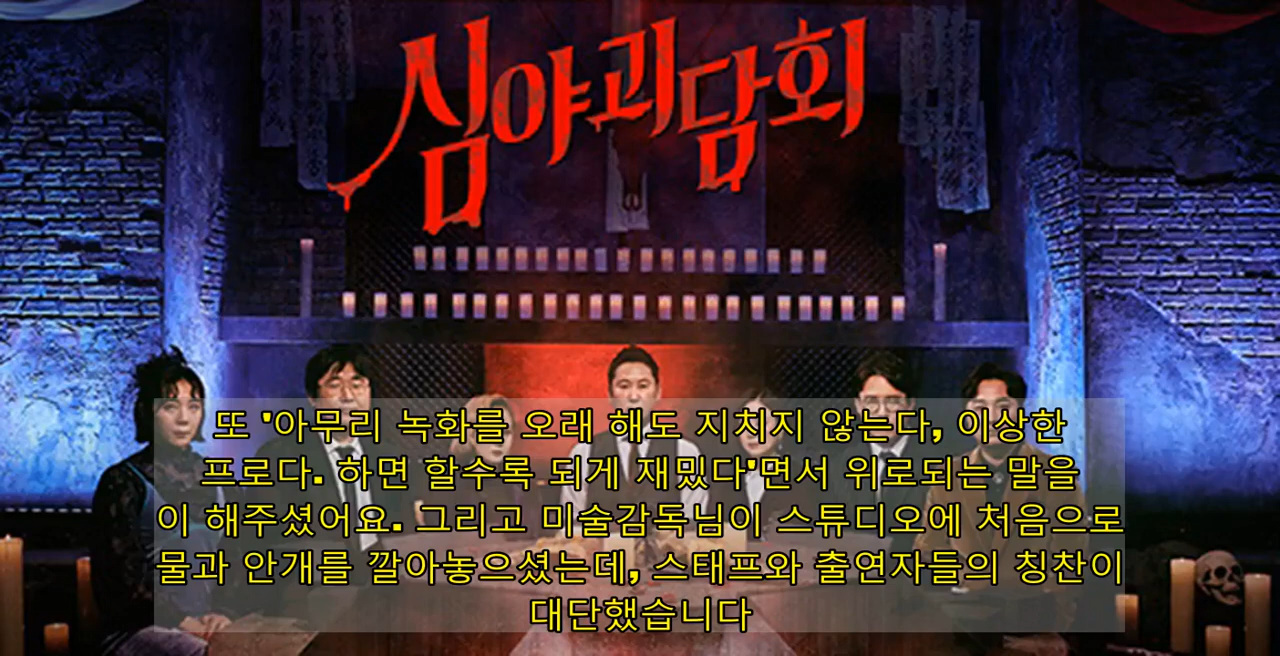 심야괴담회
또 '아무리 녹화를 오래 해도 지치지 않는다, 이상한
프로다. 하면 할수록 되게 재밌다'면서 위로되는 말을
이 해주셨어요. 그리고 미술감독님이 스튜디오에 처음으로
물과 안개를 깔아놓으셨는데, 스태프와 출연자들의 칭찬이
대단했습니다